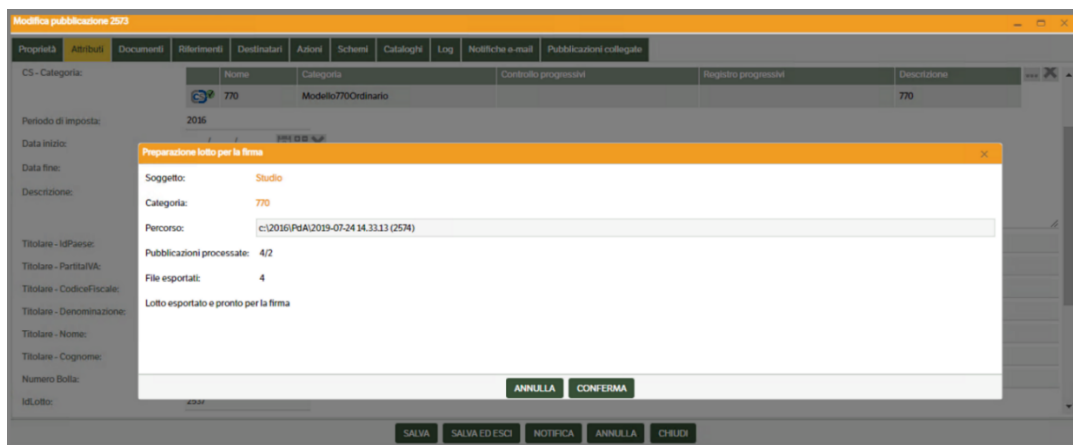 Modifica pubblicazione 2573
Proprietà Attributi Documenti Riferimenti Destinatari Azioni Schemi Cataloghi Log Notifiche e-mail Pubblicazioni collegate
CS - Categoria:
Nome Categoria Controllo progressivi Registro progressivi Descrizione
CS 770 Modello770Ordinario 770
Periodo di imposta: 2016
Data inizio:
Preparazione lotto per la firma
Data fine:
Soggetto: Studio
Descrizione:
Categoria: 770
Percorso: c:\2016\PdA\2019-07-24 14.33.13 (2574)
Titolare - IdPaese:
Pubblicazioni processate: 4/2
Titolare - PartitaIVA:
File esportati: 4
Titolare - CodiceFiscale:
Lotto esportato e pronto per la firma
Titolare - Denominazione:
Titolare - Nome:
Titolare - Cognome:
Numero Bolla:
ANNULLA CONFERMA
IdLotto: 2537
SALVA SALVA ED ESCI NOTIFICA ANNULLA CHIUDI